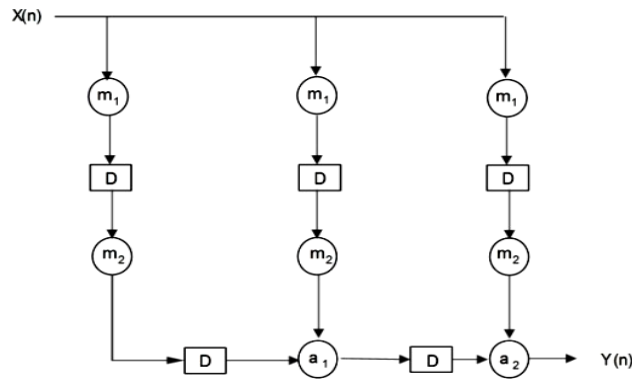 X(n)
m₁ m₁ m₁
D D D
m₂ m₂ m₂
D a₁ D a₂ Y(n)